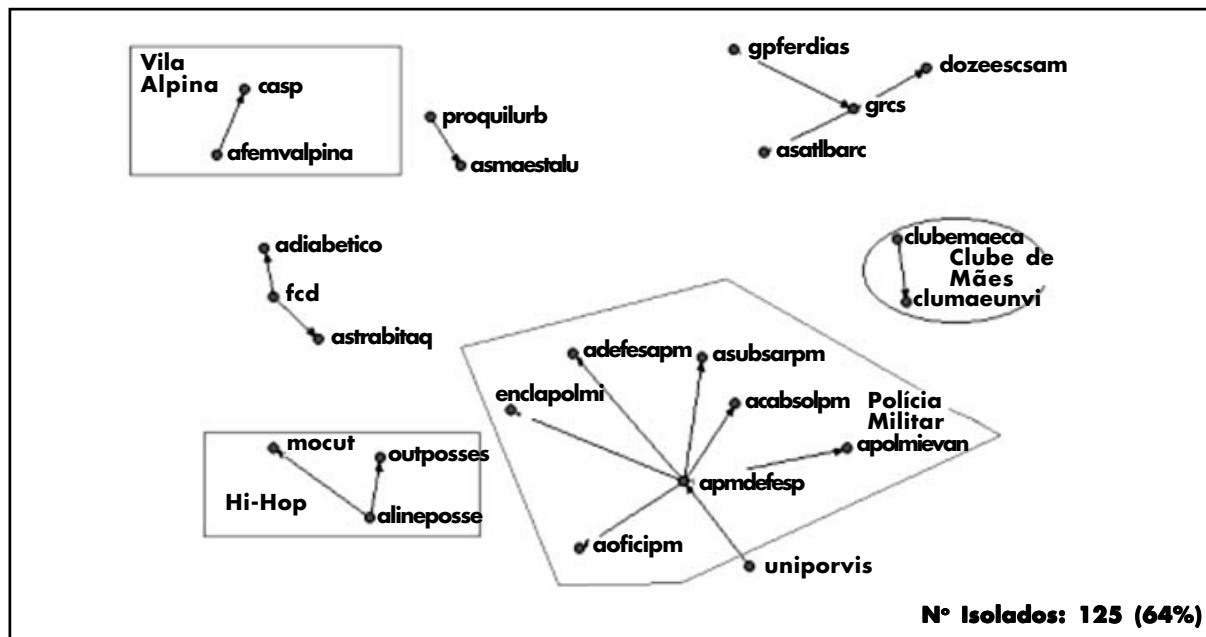 Vila
Alpina
casp
afemvalpina
proquilurb
asmaestalu
gpferdias
dozeescsam
grcs
asatlbarc
adiabetico
fcd
astrabitaq
clubemaeca
Clube de
Mães
clumaeunvi
adefesapm
asubsarpm
enclapolmi
acabsolpm
Polícia
Militar
apolmievan
apmdefesp
aoficipm
uniporvis
mocut
outposses
Hi-Hop
alineposse
Nº Isolados: 125 (64%)